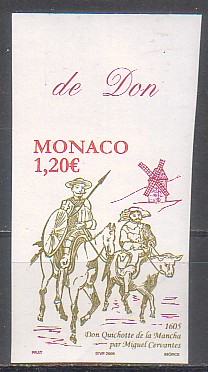 de Don
MONACO
1,20€
1605
Don Quichotte de la Mancha
par Miguel Cervantes